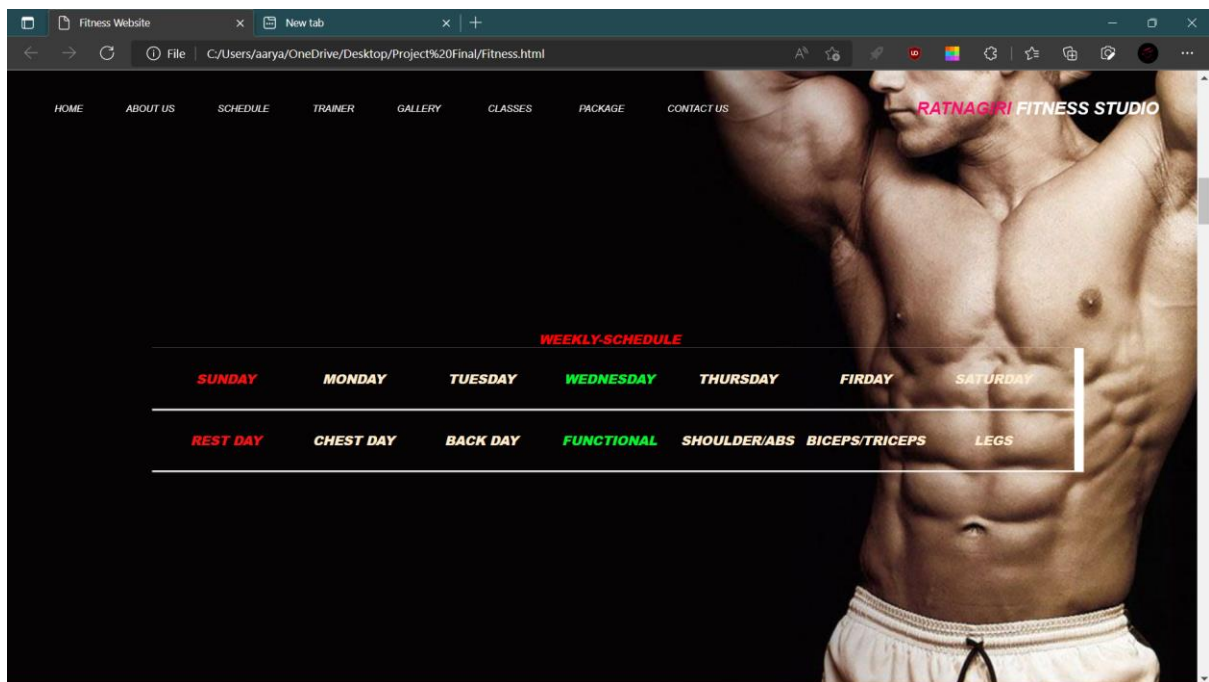 Fitness Website New tab
File C:/Users/aarya/OneDrive/Desktop/Project%20Final/Fitness.html
HOME ABOUT US SCHEDULE TRAINER GALLERY CLASSES PACKAGE CONTACT US RATNAGIRI FITNESS STUDIO
WEEKLY-SCHEDULE
SUNDAY MONDAY TUESDAY WEDNESDAY THURSDAY FIRDAY SATURDAY
REST DAY CHEST DAY BACK DAY FUNCTIONAL SHOULDER/ABS BICEPS/TRICEPS LEGS